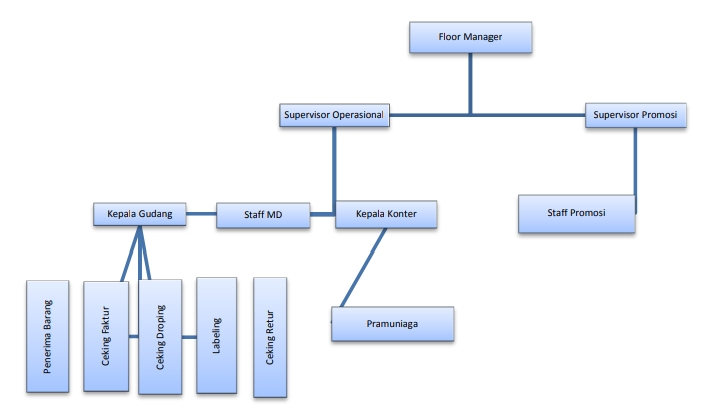 Floor Manager
Supervisor Operasional
Supervisor Promosi
Kepala Gudang
Staff MD
Kepala Konter
Staff Promosi
Penerima Barang
Ceking Faktur
Ceking Droping
Labeling
Ceking Retur
Pramuniaga